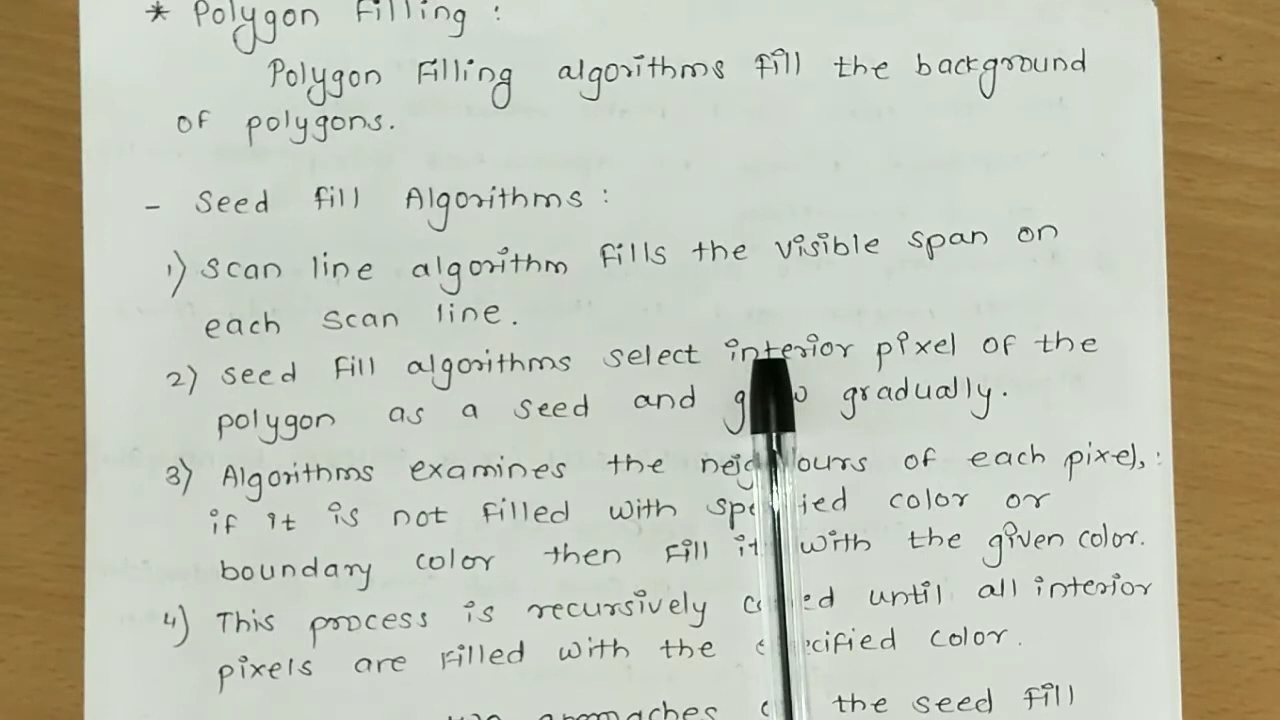 * Polygon Filling :
Polygon Filling algorithms fill the background
of polygons.
- Seed fill Algorithms :
1) Scan line algorithm fills the visible span on
each scan line.
2) seed fill algorithms select interior pixel of the
polygon as a seed and gradually.
3) Algorithms examines the of each pixel, :
if it is not filled with color or
boundary color then fill it with the given color.
4) This process is recursively until all interior
pixels are filled with the color.
approaches the seed fill